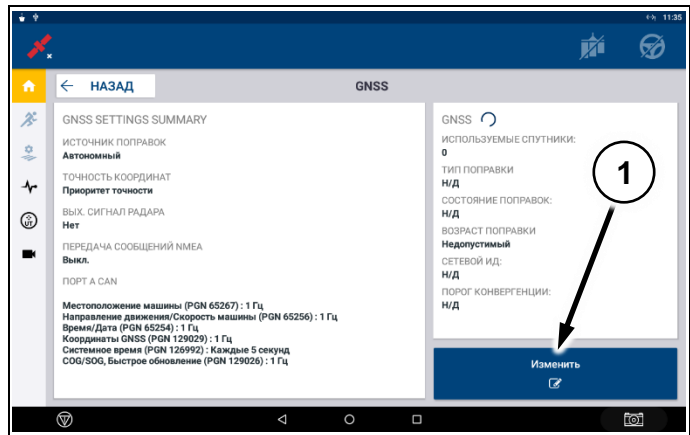 11:35
← НАЗАД
GNSS
GNSS SETTINGS SUMMARY
ИСТОЧНИК ПОПРАВОК
Автономный
ТОЧНОСТЬ КООРДИНАТ
Приоритет точности
ВЫХ. СИГНАЛ РАДАРА
Нет
ПЕРЕДАЧА СООБЩЕНИЙ NMEA
Выкл.
ПОРТ A CAN
Местоположение машины (PGN 65267) : 1 Гц
Направление движения/Скорость машины (PGN 65256) : 1 Гц
Время/Дата (PGN 65254) : 1 Гц
Координаты GNSS (PGN 129029) : 1 Гц
Системное время (PGN 126992) : Каждые 5 секунд
COG/SOG, Быстрое обновление (PGN 129026) : 1 Гц
GNSS
ИСПОЛЬЗУЕМЫЕ СПУТНИКИ:
0
ТИП ПОПРАВКИ
Н/Д
СОСТОЯНИЕ ПОПРАВОК:
Н/Д
ВОЗРАСТ ПОПРАВКИ
Недопустимый
СЕТЕВОЙ ИД:
Н/Д
ПОРОГ КОНВЕРГЕНЦИИ:
Н/Д
1
Изменить
UT